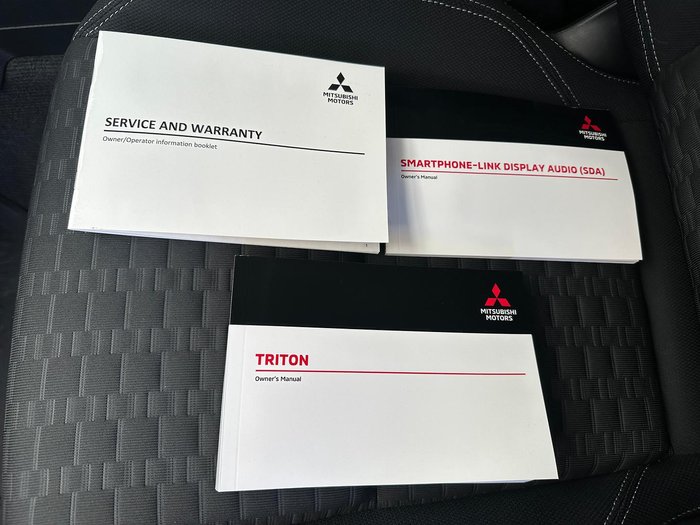 MITSUBISHI
MOTORS
SERVICE AND WARRANTY
Owner/Operator information booklet
MITSUBISHI
MOTORS
SMARTPHONE-LINK DISPLAY AUDIO (SDA)
Owner's Manual
MITSUBISHI
MOTORS
TRITON
Owner's Manual